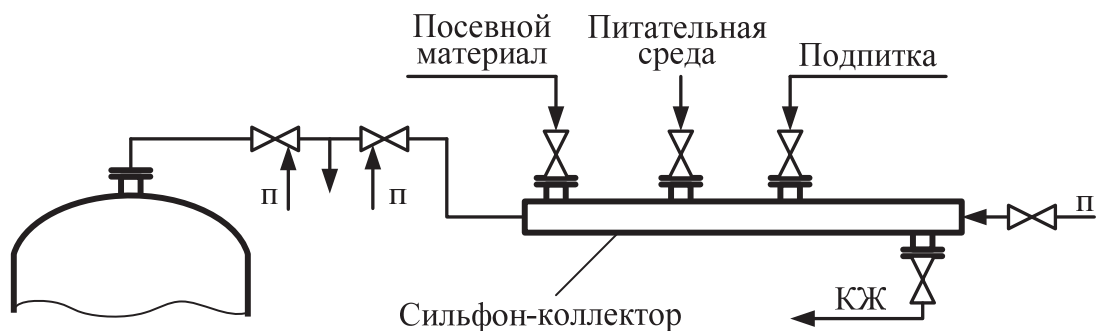 Посевной
материал
Питательная
среда
Подпитка
п
п
п
КЖ
Сильфон-коллектор